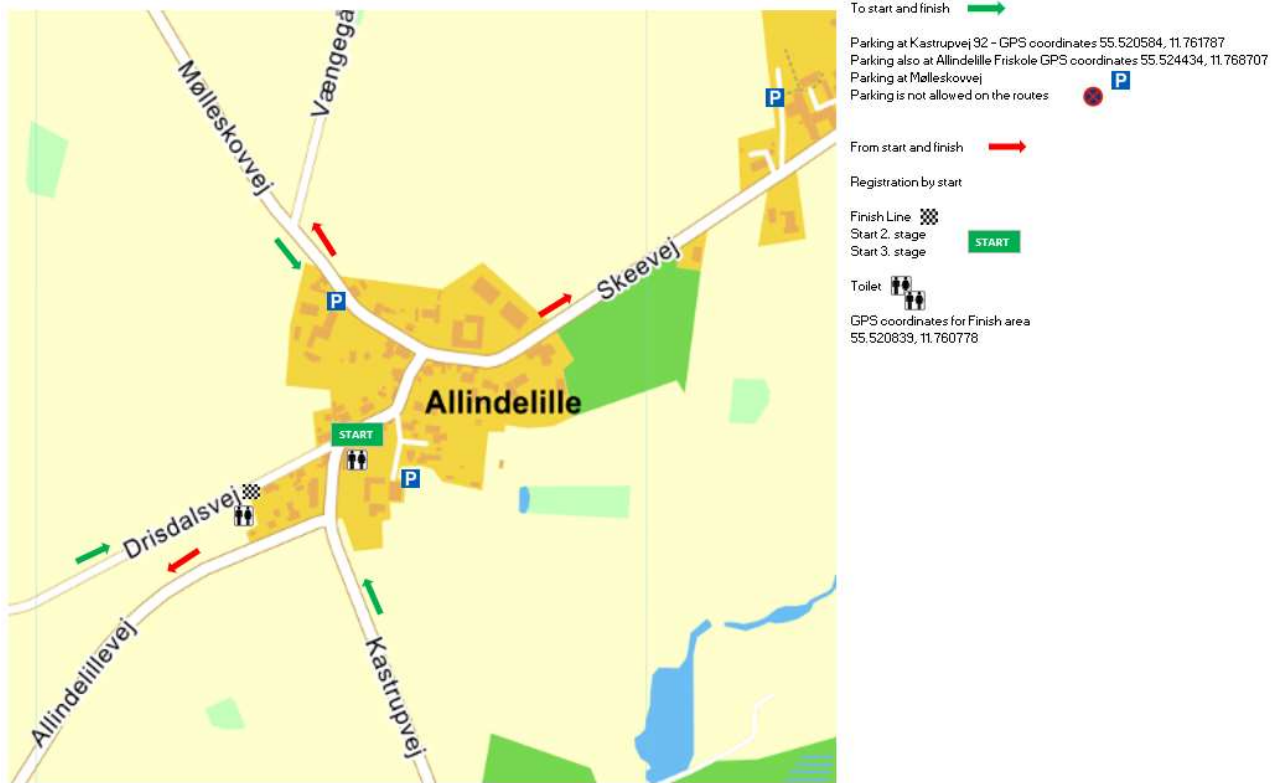 Mølleskovvej
Vængega
Skeevej
Allindelille
START
Drisdalsvej
Allindelillevej
Kastrupvej
P
P
P
To start and finish
Parking at Kastrupvej 92 - GPS coordinates 55.520584, 11.761787
Parking also at Allindelille Friskole GPS coordinates 55.524434, 11.768707
Parking at Mølleskovvej
P
Parking is not allowed on the routes
From start and finish
Registration by start
Finish Line
Start 2. stage
Start 3. stage
START
Toilet
GPS coordinates for Finish area
55.520839, 11.760778